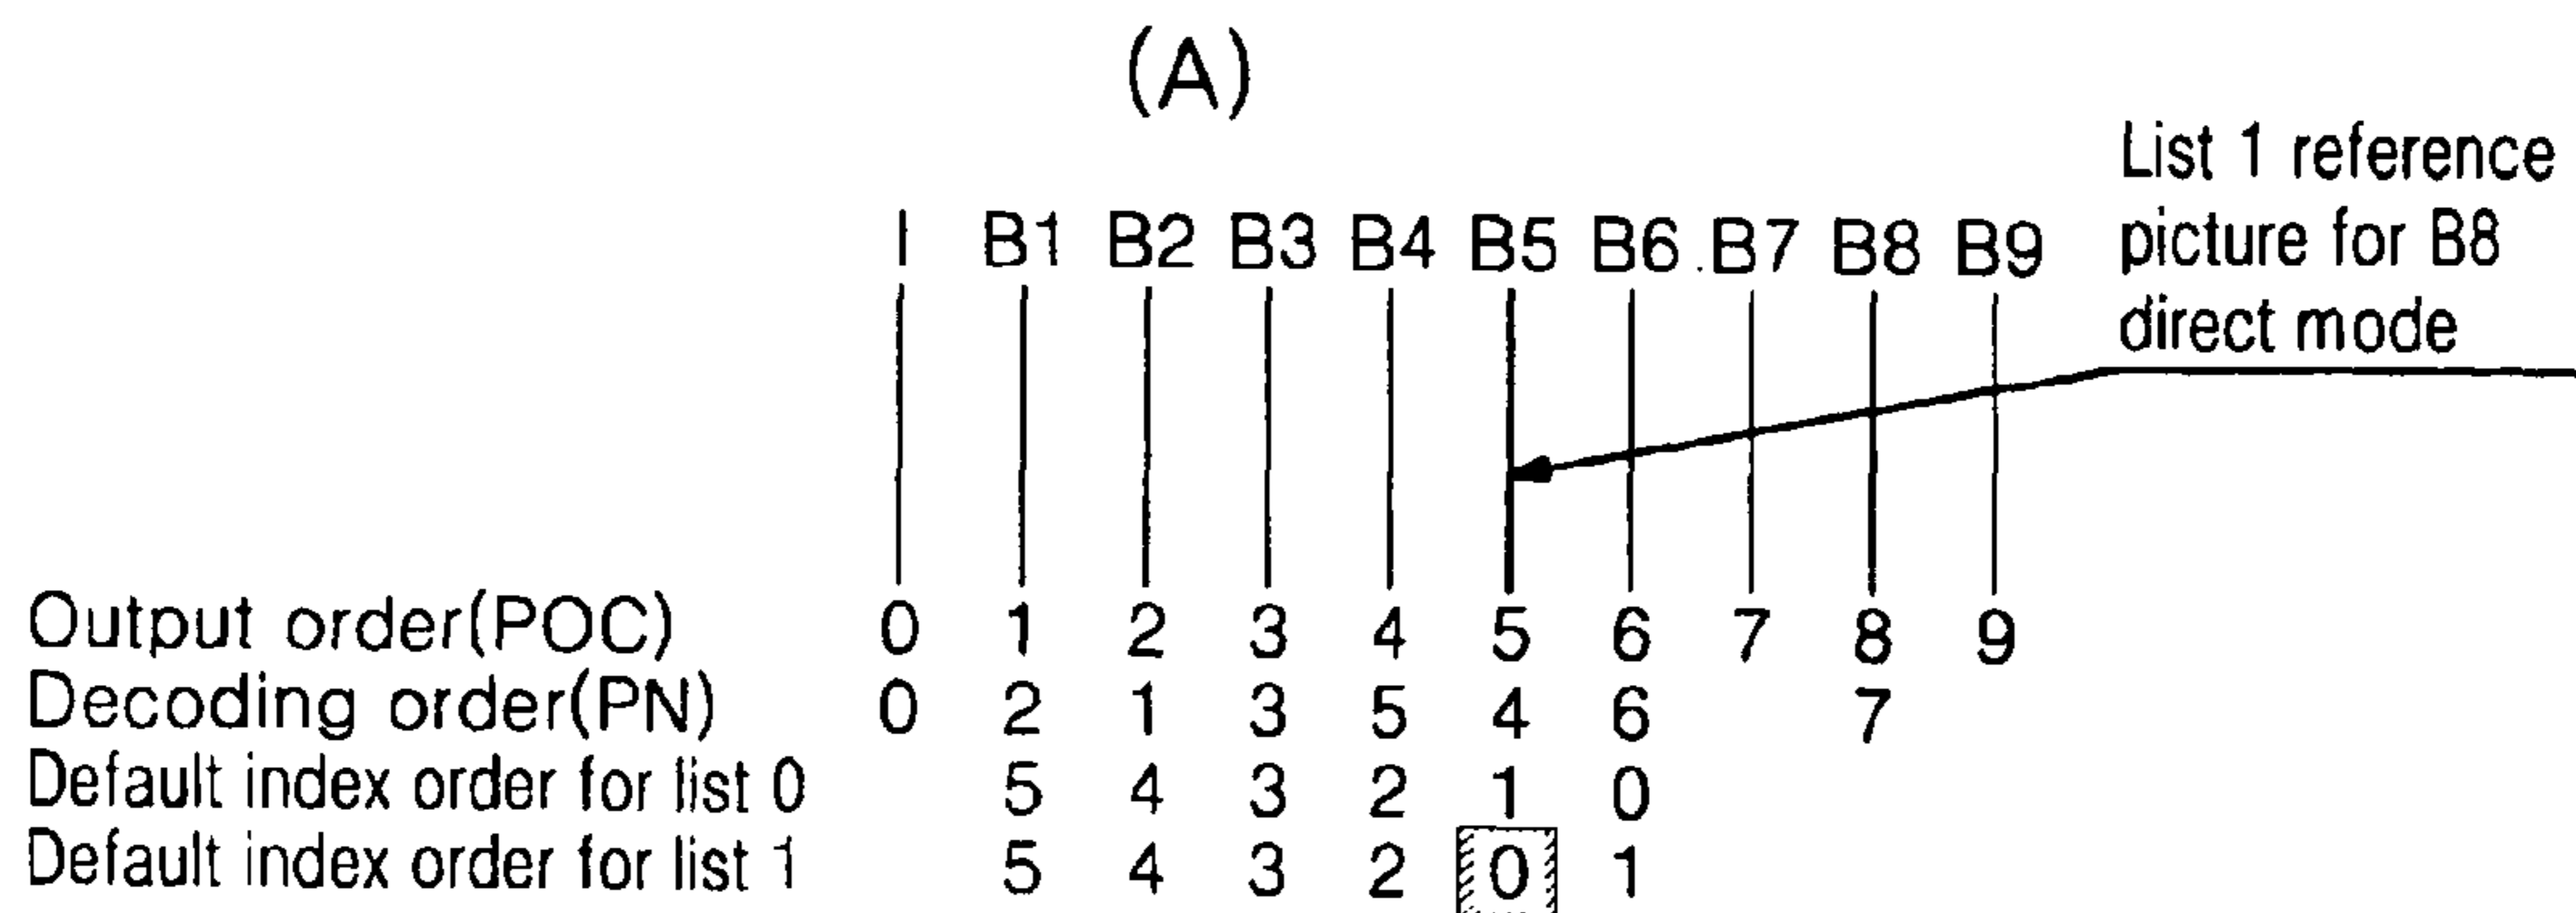 (A)
List 1 reference
picture for B8
direct mode
I B1 B2 B3 B4 B5 B6 B7 B8 B9
Output order(POC) 0 1 2 3 4 5 6 7 8 9
Decoding order(PN) 0 2 1 3 5 4 6 7
Default index order for list 0 5 4 3 2 1 0
Default index order for list 1 5 4 3 2 0 1